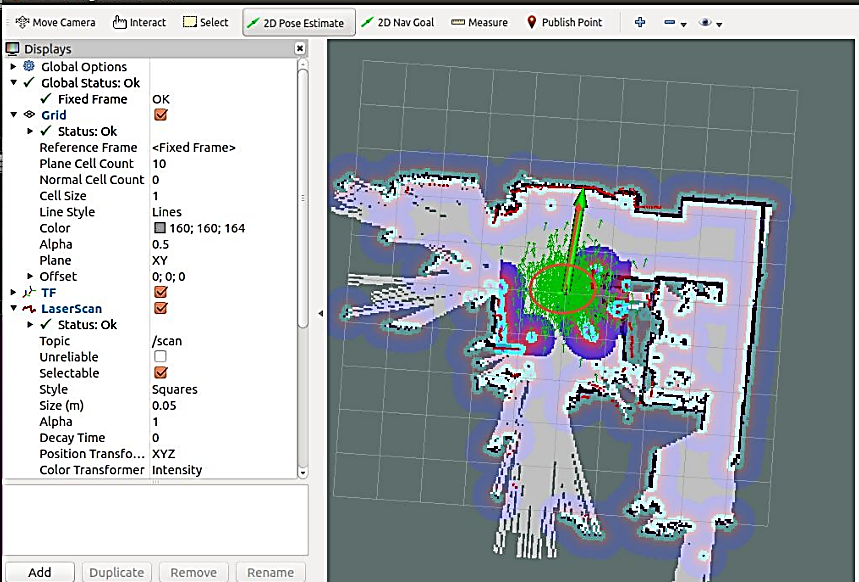 Move Camera Interact Select 2D Pose Estimate 2D Nav Goal Measure Publish Point
Displays
Global Options
Global Status: Ok
Fixed Frame OK
Grid
Status: Ok
Reference Frame <Fixed Frame>
Plane Cell Count 10
Normal Cell Count 0
Cell Size 1
Line Style Lines
Color 160; 160; 164
Alpha 0.5
Plane XY
Offset 0; 0; 0
TF
LaserScan
Status: Ok
Topic /scan
Unreliable
Selectable
Style Squares
Size (m) 0.05
Alpha 1
Decay Time 0
Position Transfo... XYZ
Color Transformer Intensity
Add Duplicate Remove Rename